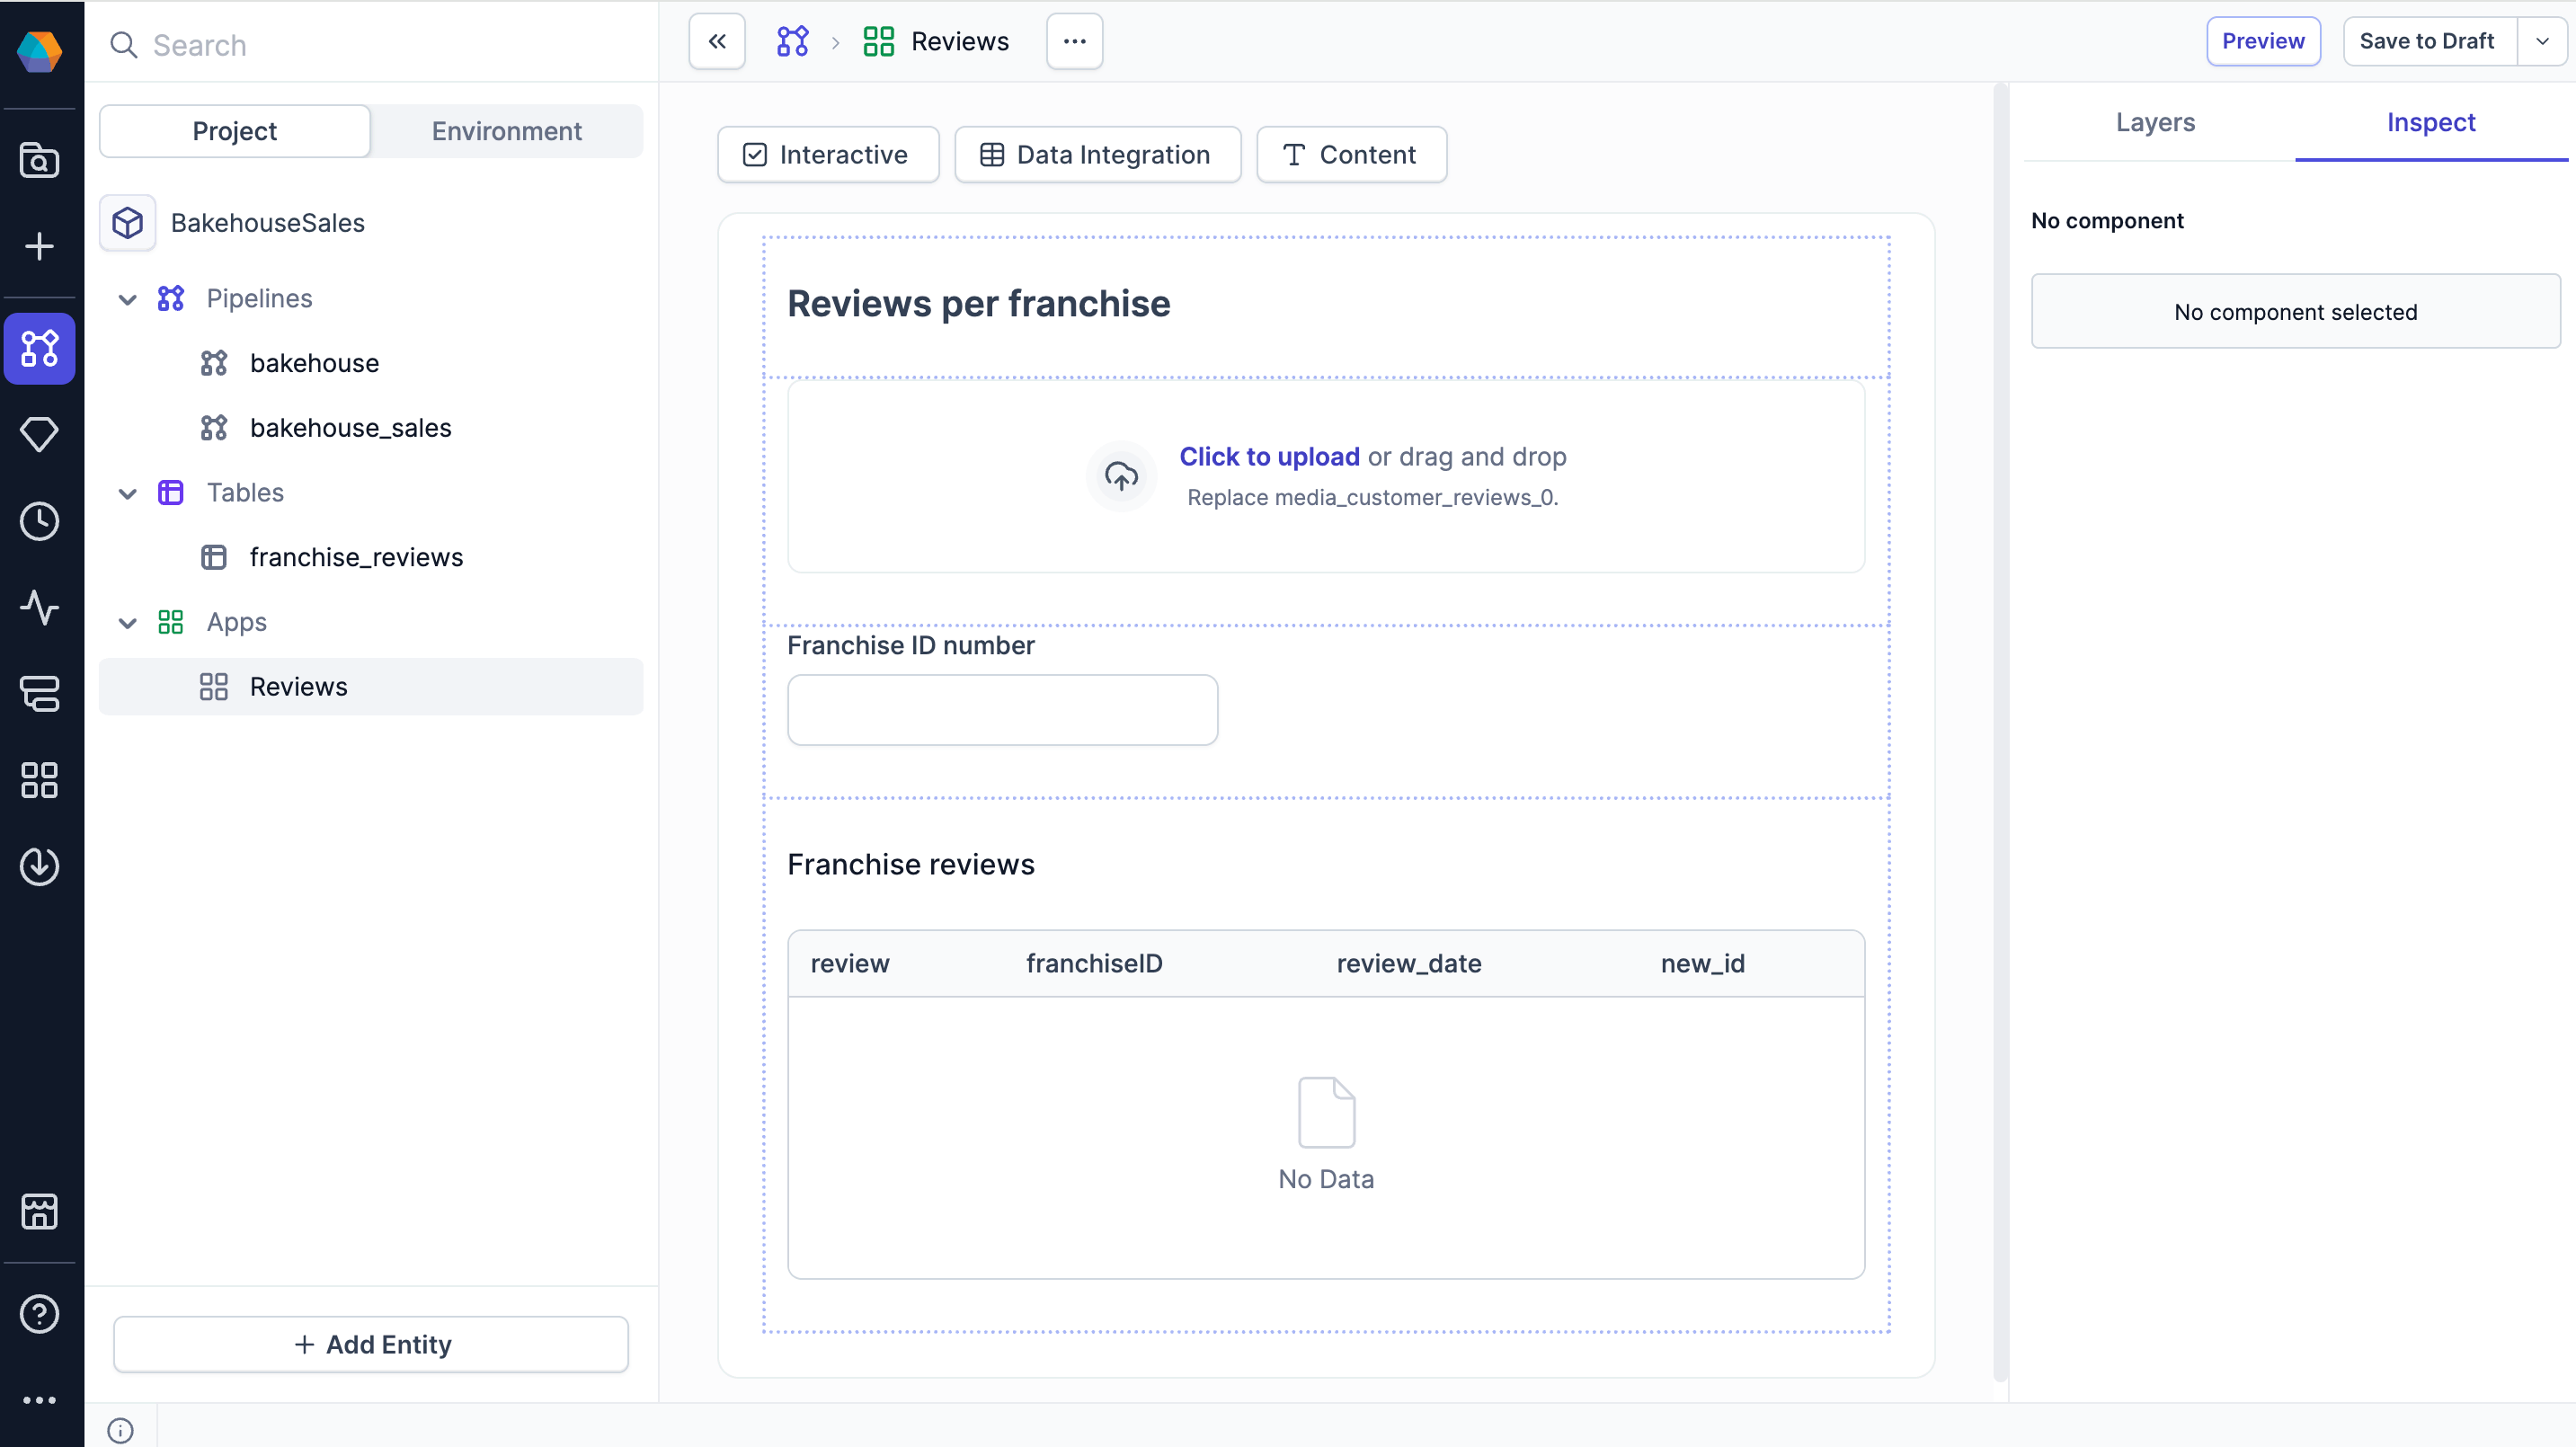 Search
Project
Environment
BakehouseSales
Pipelines
bakehouse
bakehouse_sales
Tables
franchise_reviews
Apps
Reviews
+ Add Entity
Reviews
Preview
Save to Draft
Interactive
Data Integration
Content
Reviews per franchise
Click to upload or drag and drop
Replace media_customer_reviews_0.
Franchise ID number
Franchise reviews
review franchiseID review_date new_id
No Data
Layers
Inspect
No component
No component selected